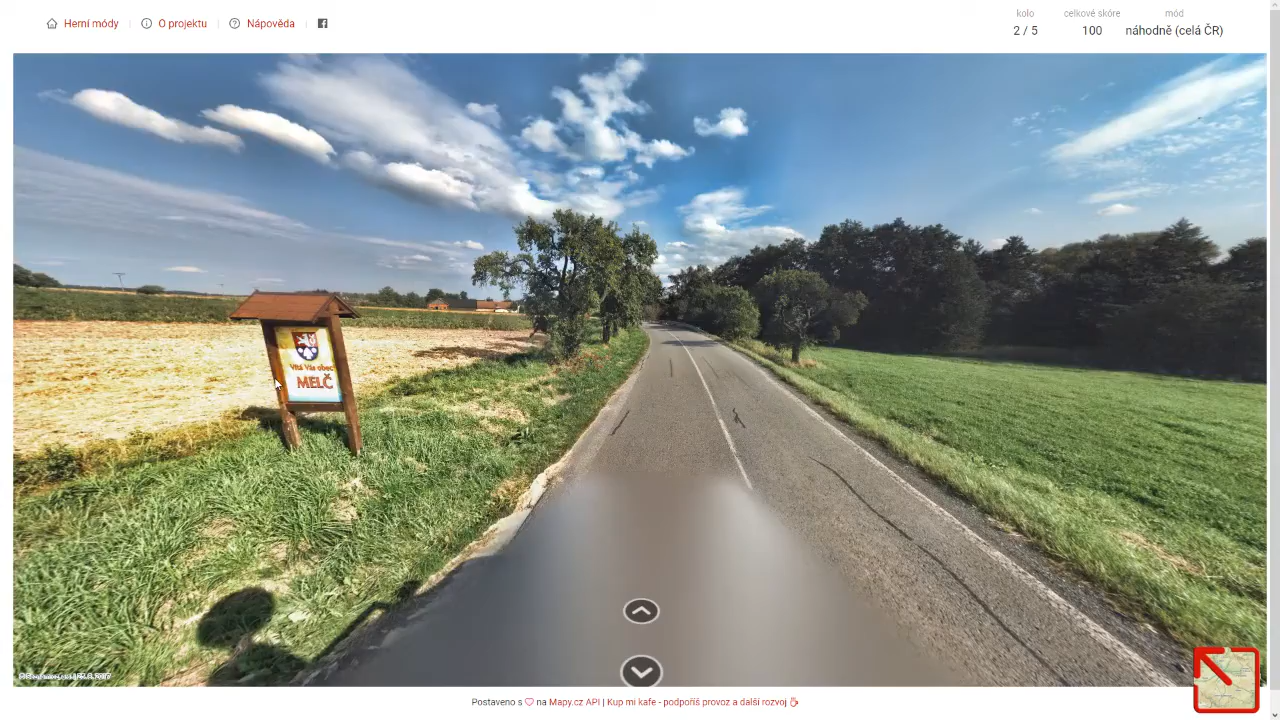 Herní módy
O projektu
Nápověda
kolo
2 / 5
celkové skóre
100
mód
náhodně (celá ČR)
Vítá Vás obec
MELČ
Postaveno s na Mapy.cz API | Kup mi kafe - podpoříš provoz a další rozvoj